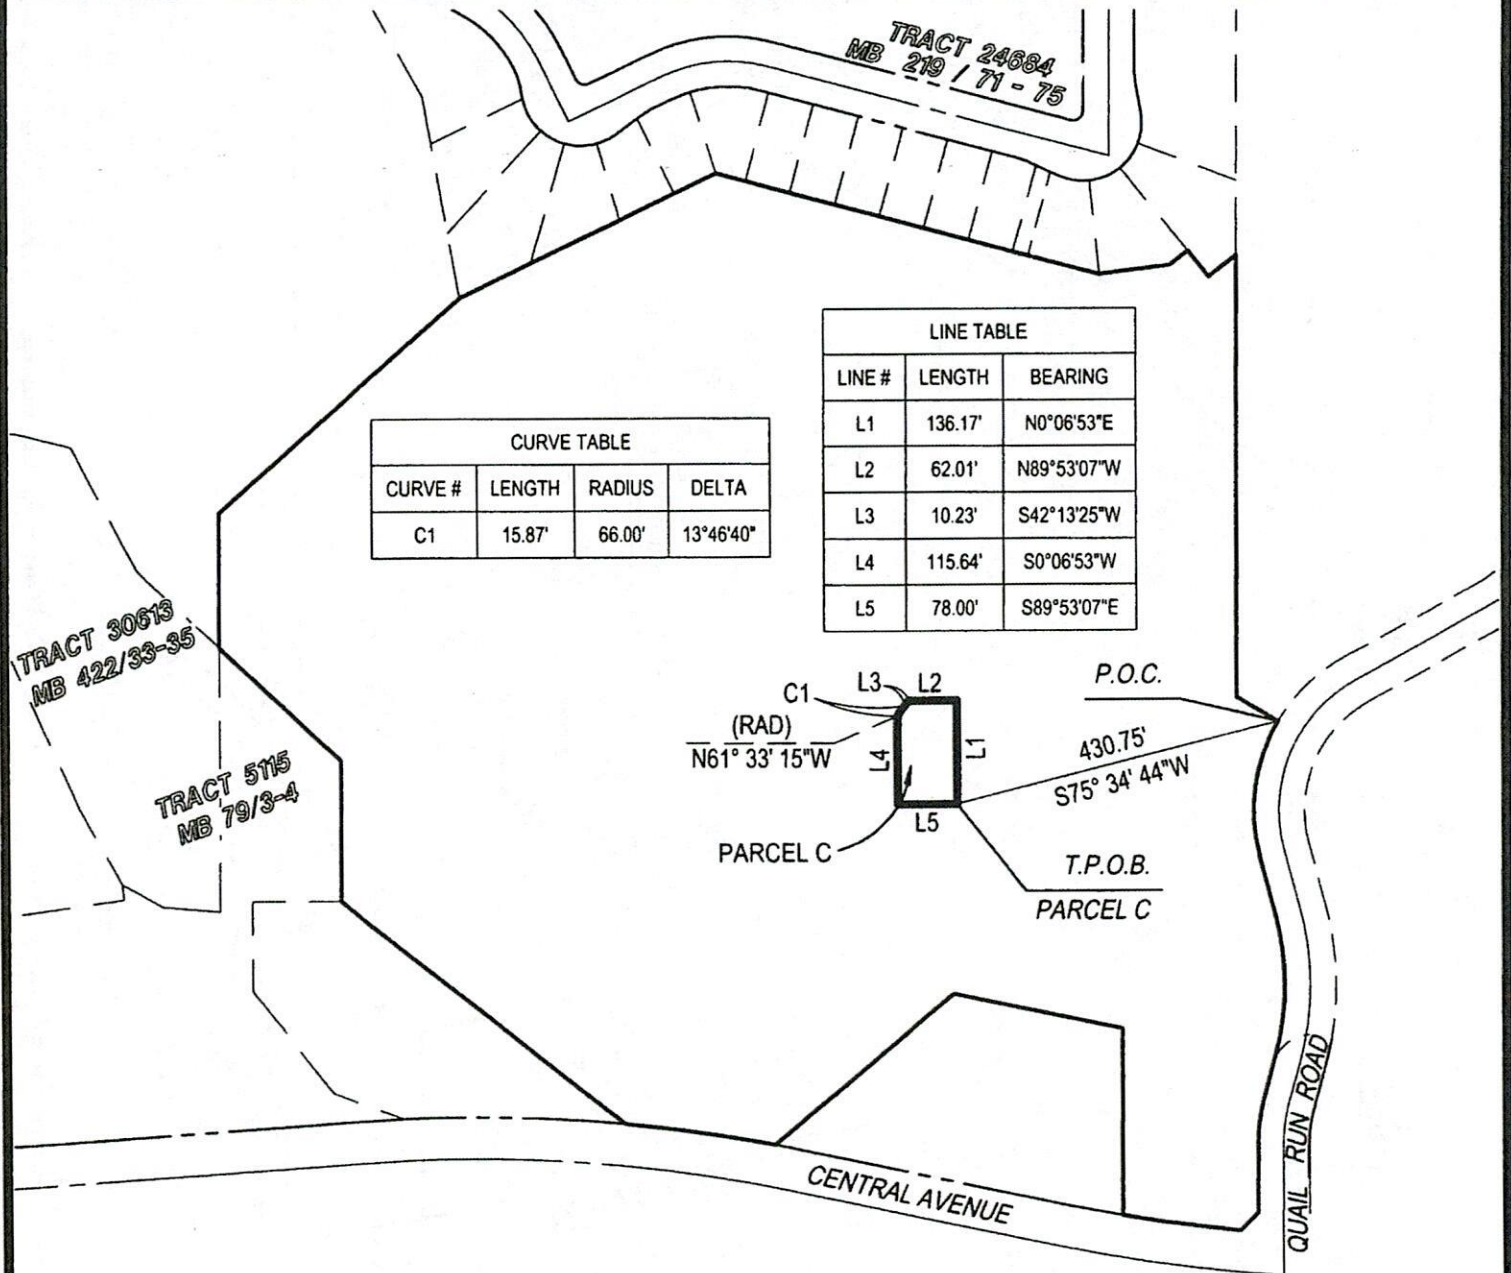 TRACT 24684
MB 219 / 71 - 75
LINE TABLE
LINE # LENGTH BEARING
L1 136.17' N0°06'53"E
L2 62.01' N89°53'07"W
L3 10.23' S42°13'25"W
L4 115.64' S0°06'53"W
L5 78.00' S89°53'07"E
CURVE TABLE
CURVE # LENGTH RADIUS DELTA
C1 15.87' 66.00' 13°46'40"
TRACT 30613
MB 422/33-35
TRACT 5115
MB 79/3-4
L3 L2
C1
(RAD)
N61° 33' 15"W
L4
L1
L5
PARCEL C
P.O.C.
430.75'
S75° 34' 44"W
T.P.O.B.
PARCEL C
CENTRAL AVENUE
QUAIL RUN ROAD